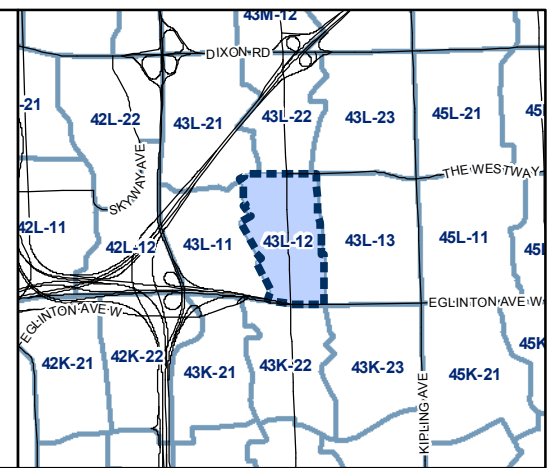 43M-12
DIXON RD
-21
42L-22
43L-21
43L-22
43L-23
45L-21
45
SKYWAY AVE
THE WESTWAY
42L-11
42L-12
43L-11
43L-12
43L-13
45L-11
45
EGLINTON AVE W
EGLINTON AVE W
42K-21
42K-22
43K-21
43K-22
43K-23
45K-21
45K
KIPLING AVE